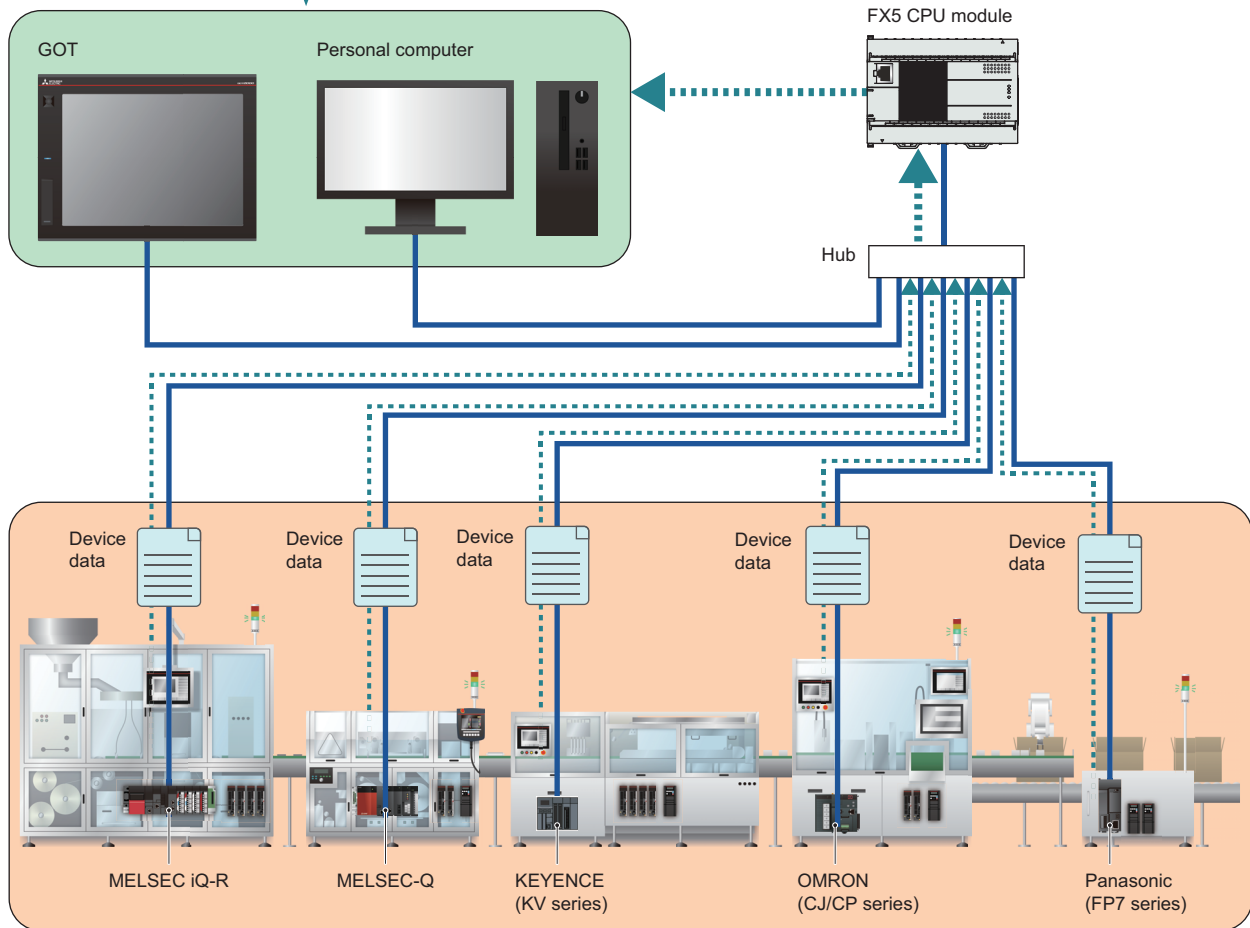 FX5 CPU module
GOT
Personal computer
Hub
Device
data
Device
data
Device
data
Device
data
Device
data
MELSEC iQ-R
MELSEC-Q
KEYENCE
(KV series)
OMRON
(CJ/CP series)
Panasonic
(FP7 series)